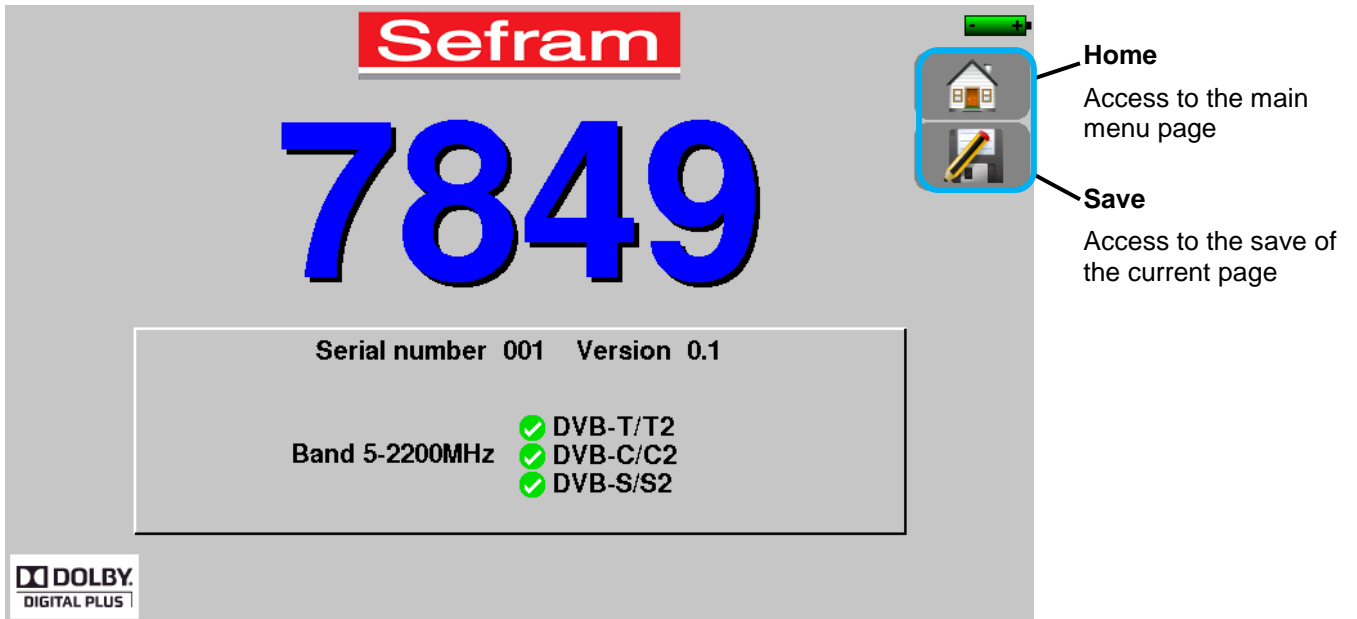 Sefram
7849
Serial number 001 Version 0.1
Band 5-2200MHz
DVB-T/T2
DVB-C/C2
DVB-S/S2
DOLBY.
DIGITAL PLUS
- +
Home
Access to the main
menu page
Save
Access to the save of
the current page